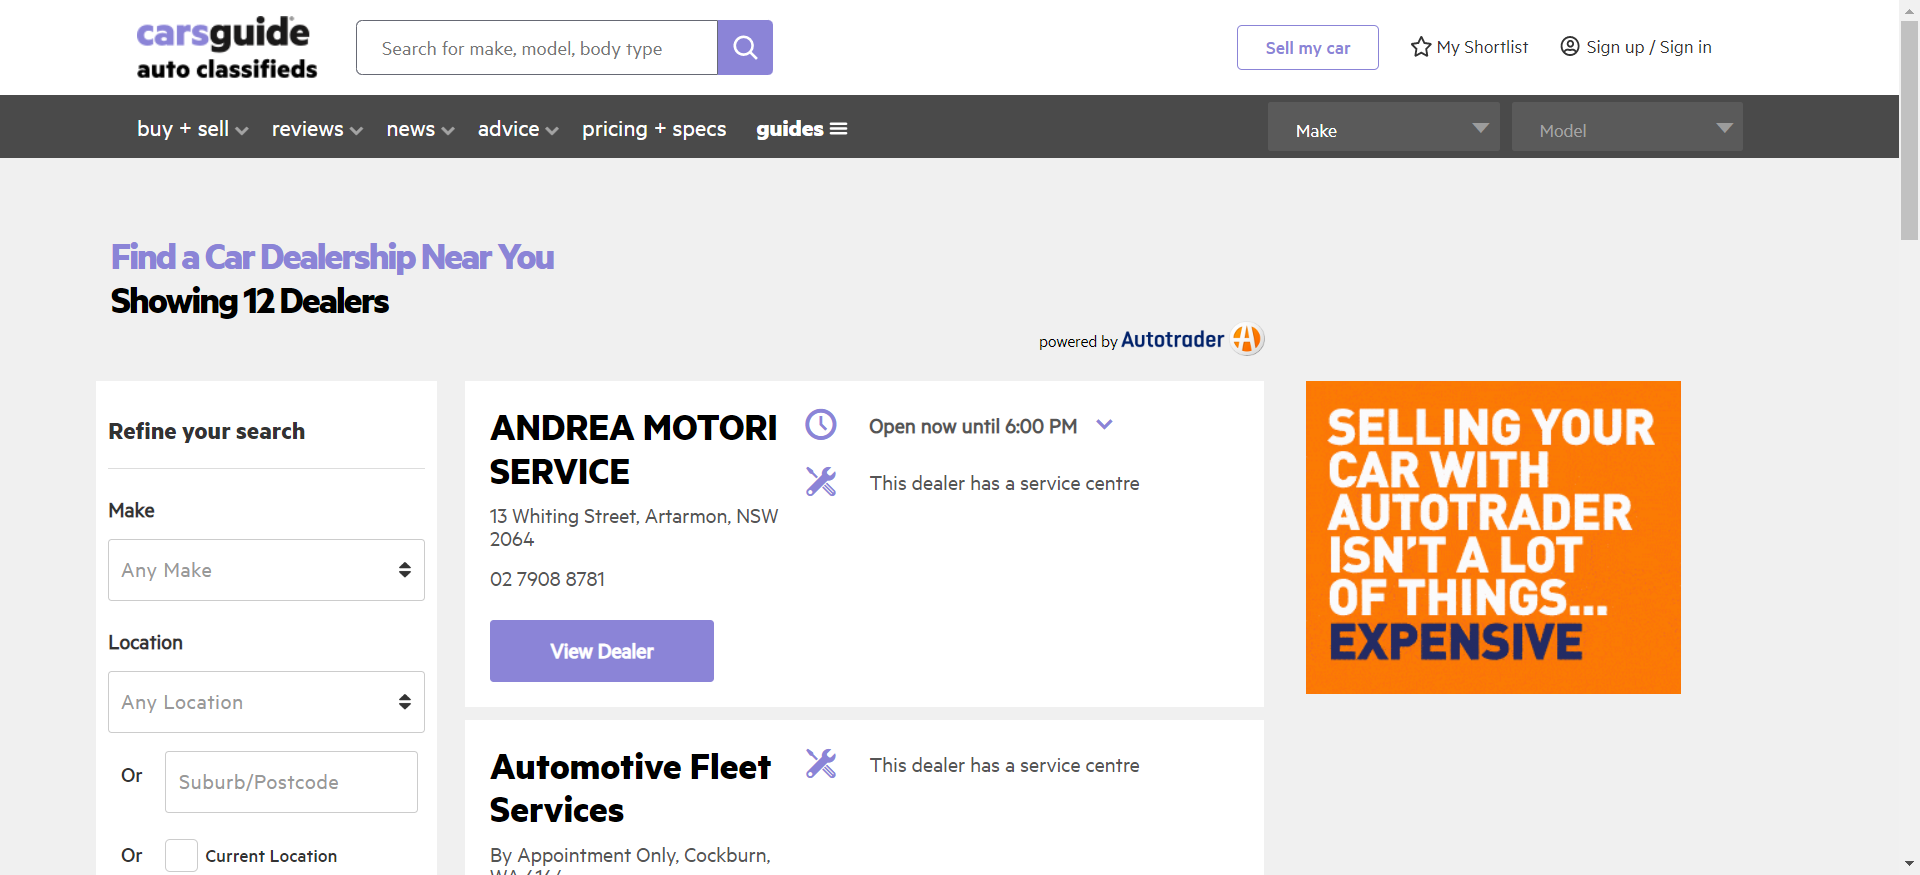 carsguide
auto classifieds
Search for make, model, body type
Sell my car
My Shortlist
Sign up / Sign in
buy + sell
reviews
news
advice
pricing + specs
guides
Make
Model
Find a Car Dealership Near You
Showing 12 Dealers
powered by Autotrader
Refine your search
Make
Any Make
Location
Any Location
Or
Suburb/Postcode
Or
Current Location
ANDREA MOTORI
SERVICE
13 Whiting Street, Artarmon, NSW
2064
02 7908 8781
View Dealer
Open now until 6:00 PM
This dealer has a service centre
Automotive Fleet
Services
By Appointment Only, Cockburn,
This dealer has a service centre
SELLING YOUR
CAR WITH
AUTOTRADER
ISN'T A LOT
OF THINGS...
EXPENSIVE